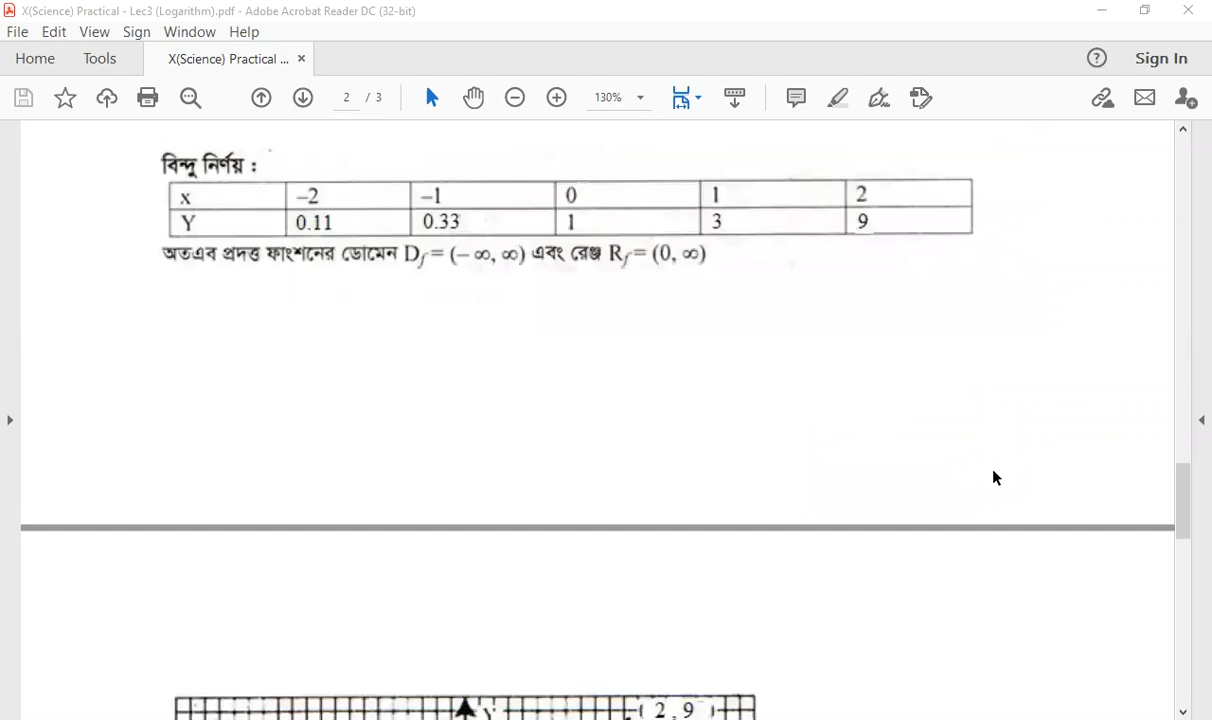 X(Science) Practical - Lec3 (Logarithm).pdf - Adobe Acrobat Reader DC (32-bit)
File Edit View Sign Window Help
Home Tools X(Science) Practical ... × ? Sign In
2 / 3 130%
বিন্দু নির্ণয় :
x –2 –1 0 1 2
Y 0.11 0.33 1 3 9
অতএব প্রদত্ত ফাংশনের ডোমেন D_f = (– ∞, ∞) এবং রেঞ্জ R_f = (0, ∞)
Y (2,9)